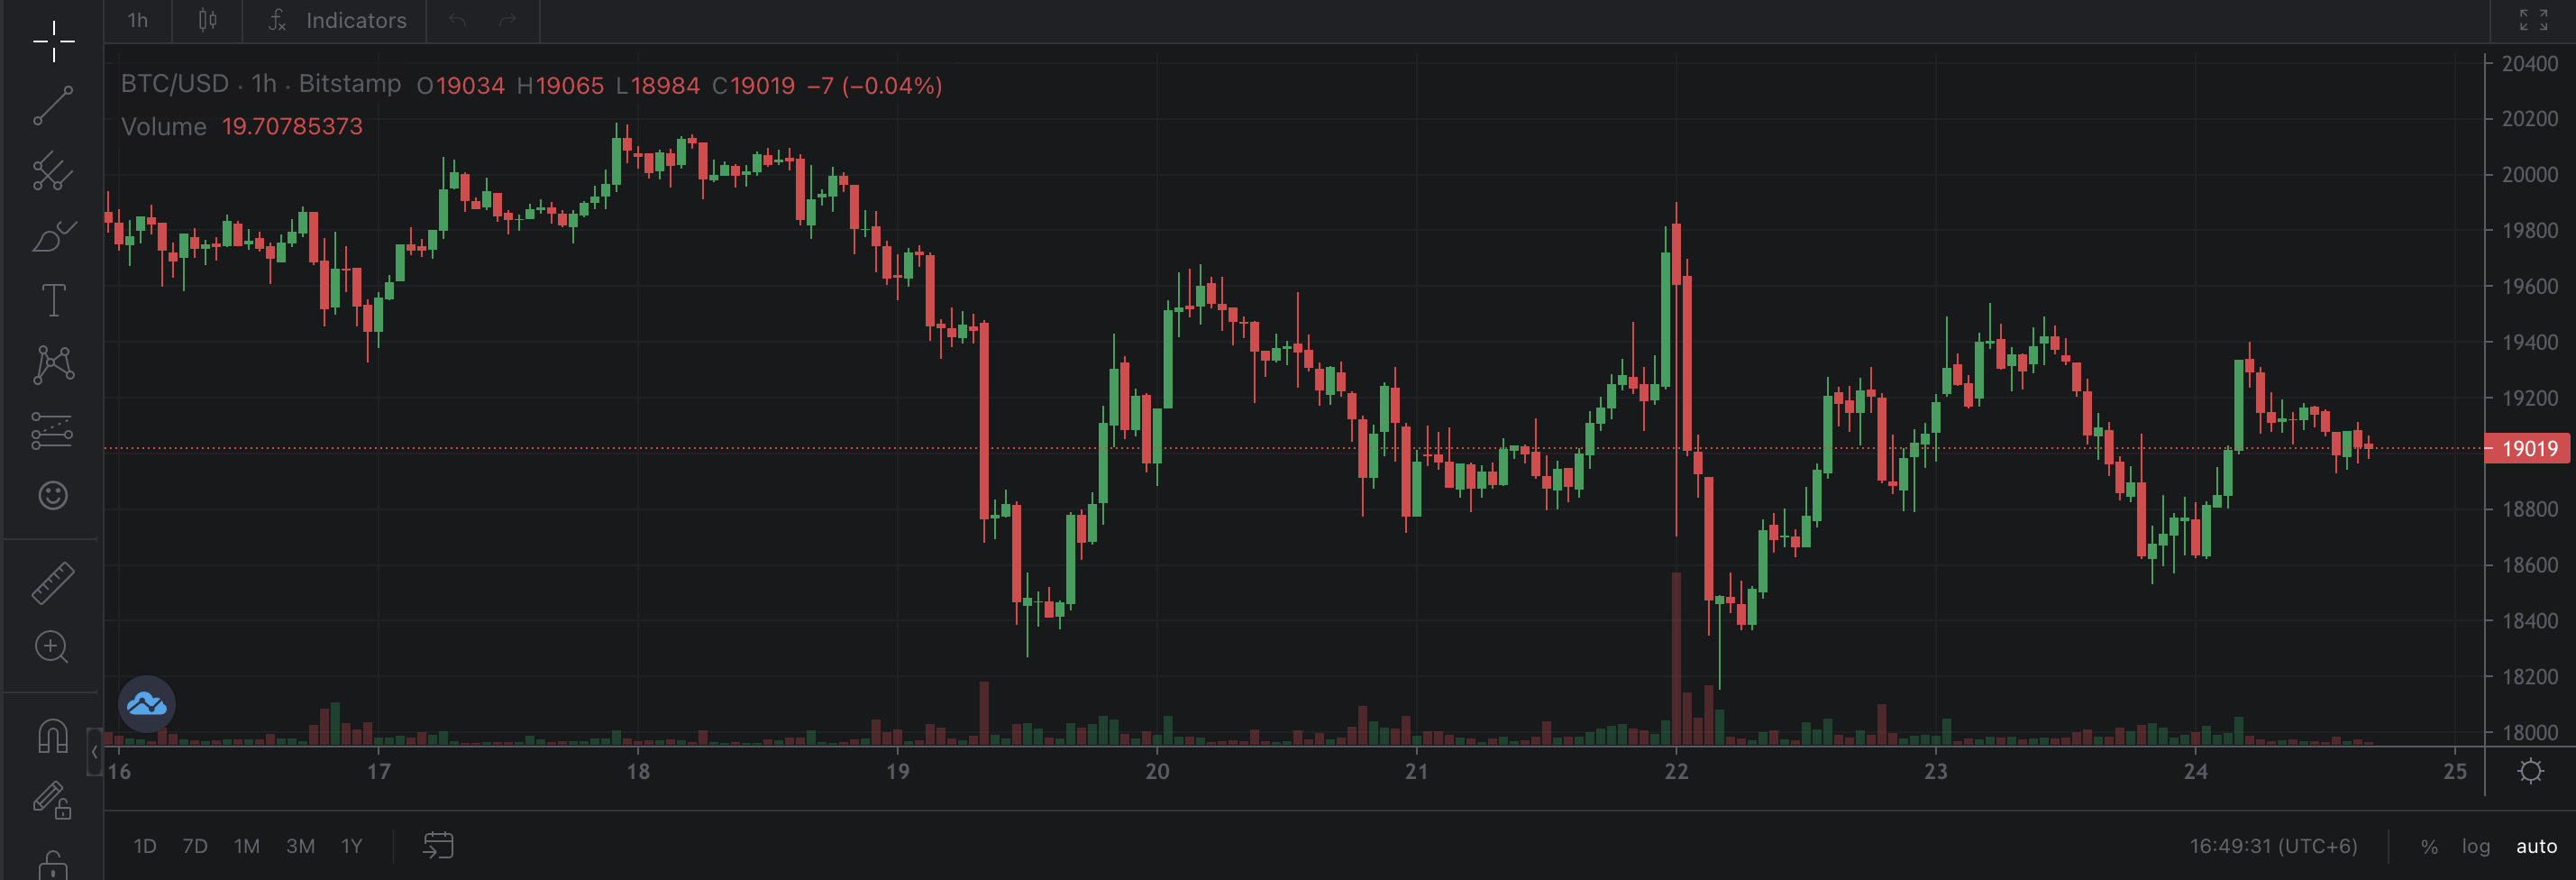 1h Indicators
BTC/USD · 1h · Bitstamp O19034 H19065 L18984 C19019 −7 (−0.04%)
Volume 19.70785373
20400
20200
20000
19800
19600
19400
19200
19019
18800
18600
18400
18200
18000
16 17 18 19 20 21 22 23 24 25
1D 7D 1M 3M 1Y 16:49:31 (UTC+6) % log auto